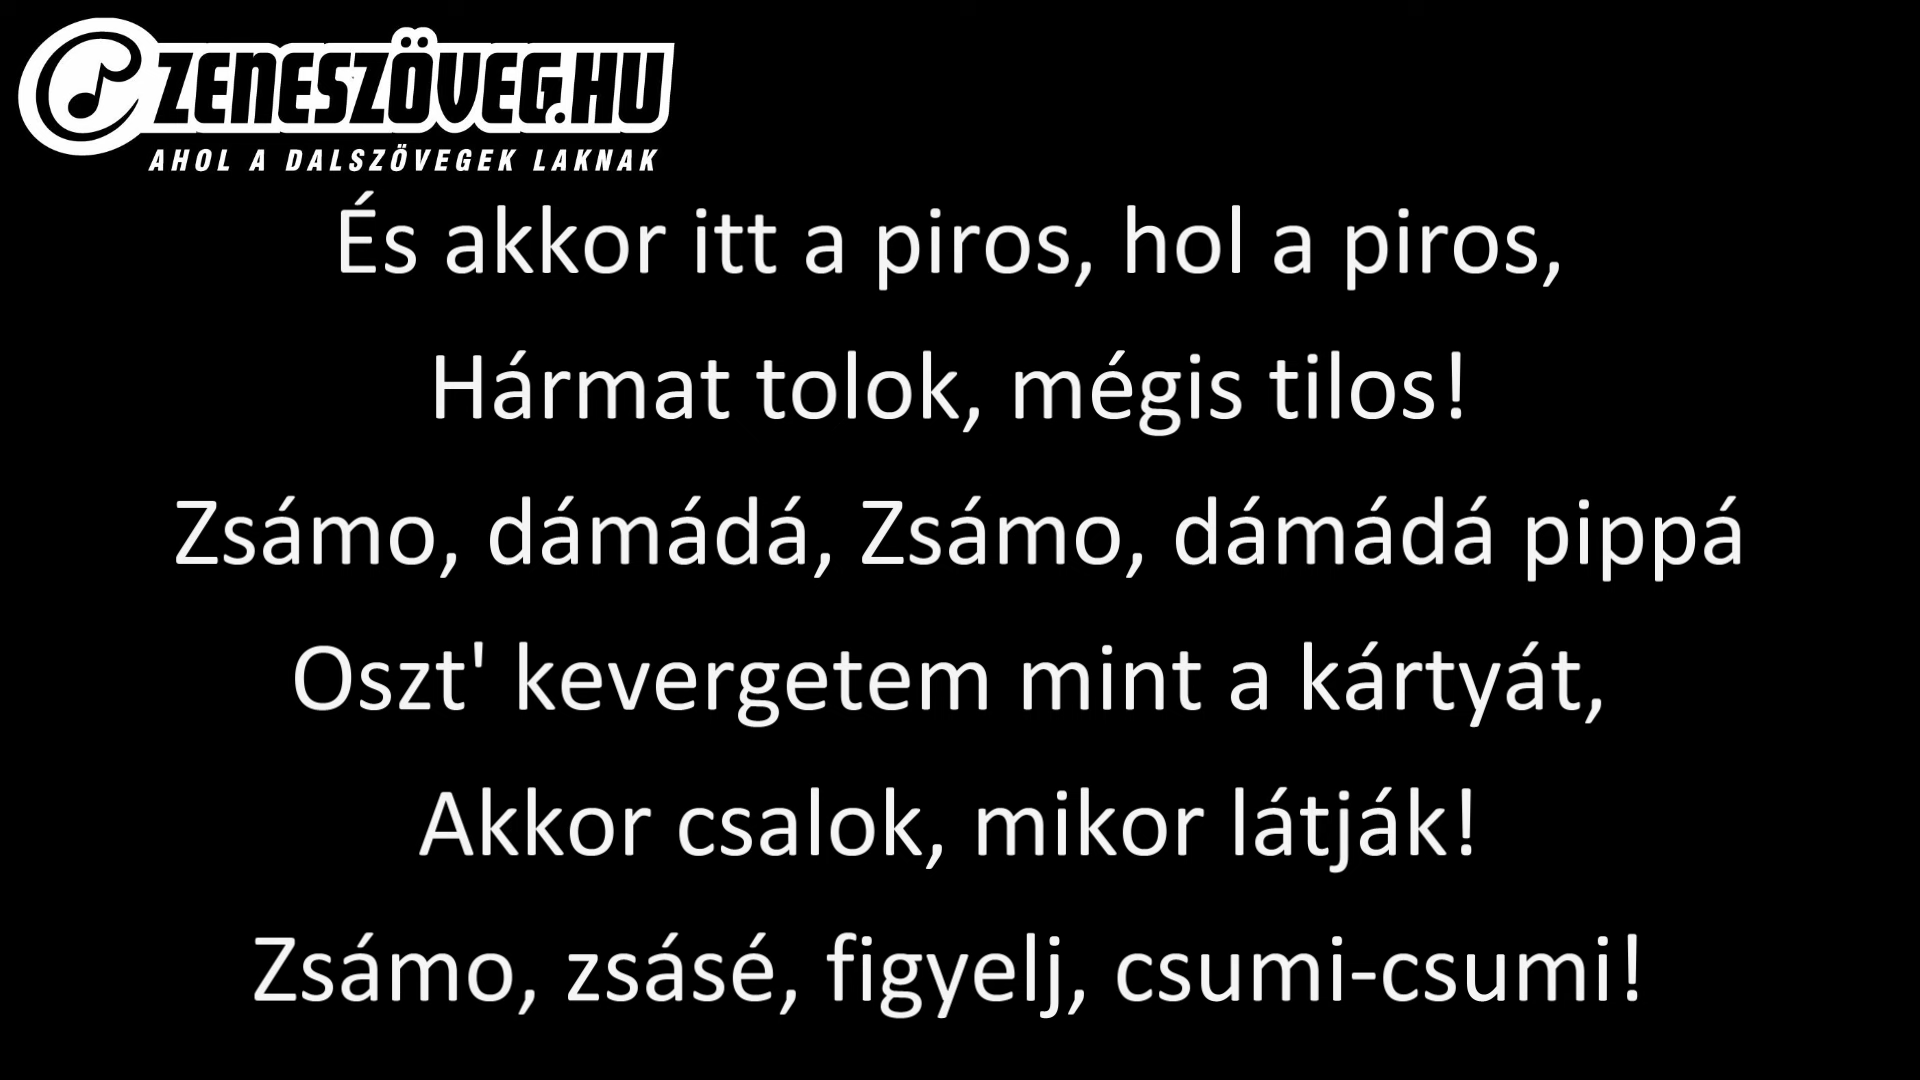 ZENESZÖVEG.HU
AHOL A DALSZÖVEGEK LAKNAK
És akkor itt a piros, hol a piros,
Hármat tolok, mégis tilos!
Zsámo, dámádá, Zsámo, dámádá pippá
Oszt' kevergetem mint a kártyát,
Akkor csalok, mikor látják!
Zsámo, zsásé, figyelj, csumi-csumi!